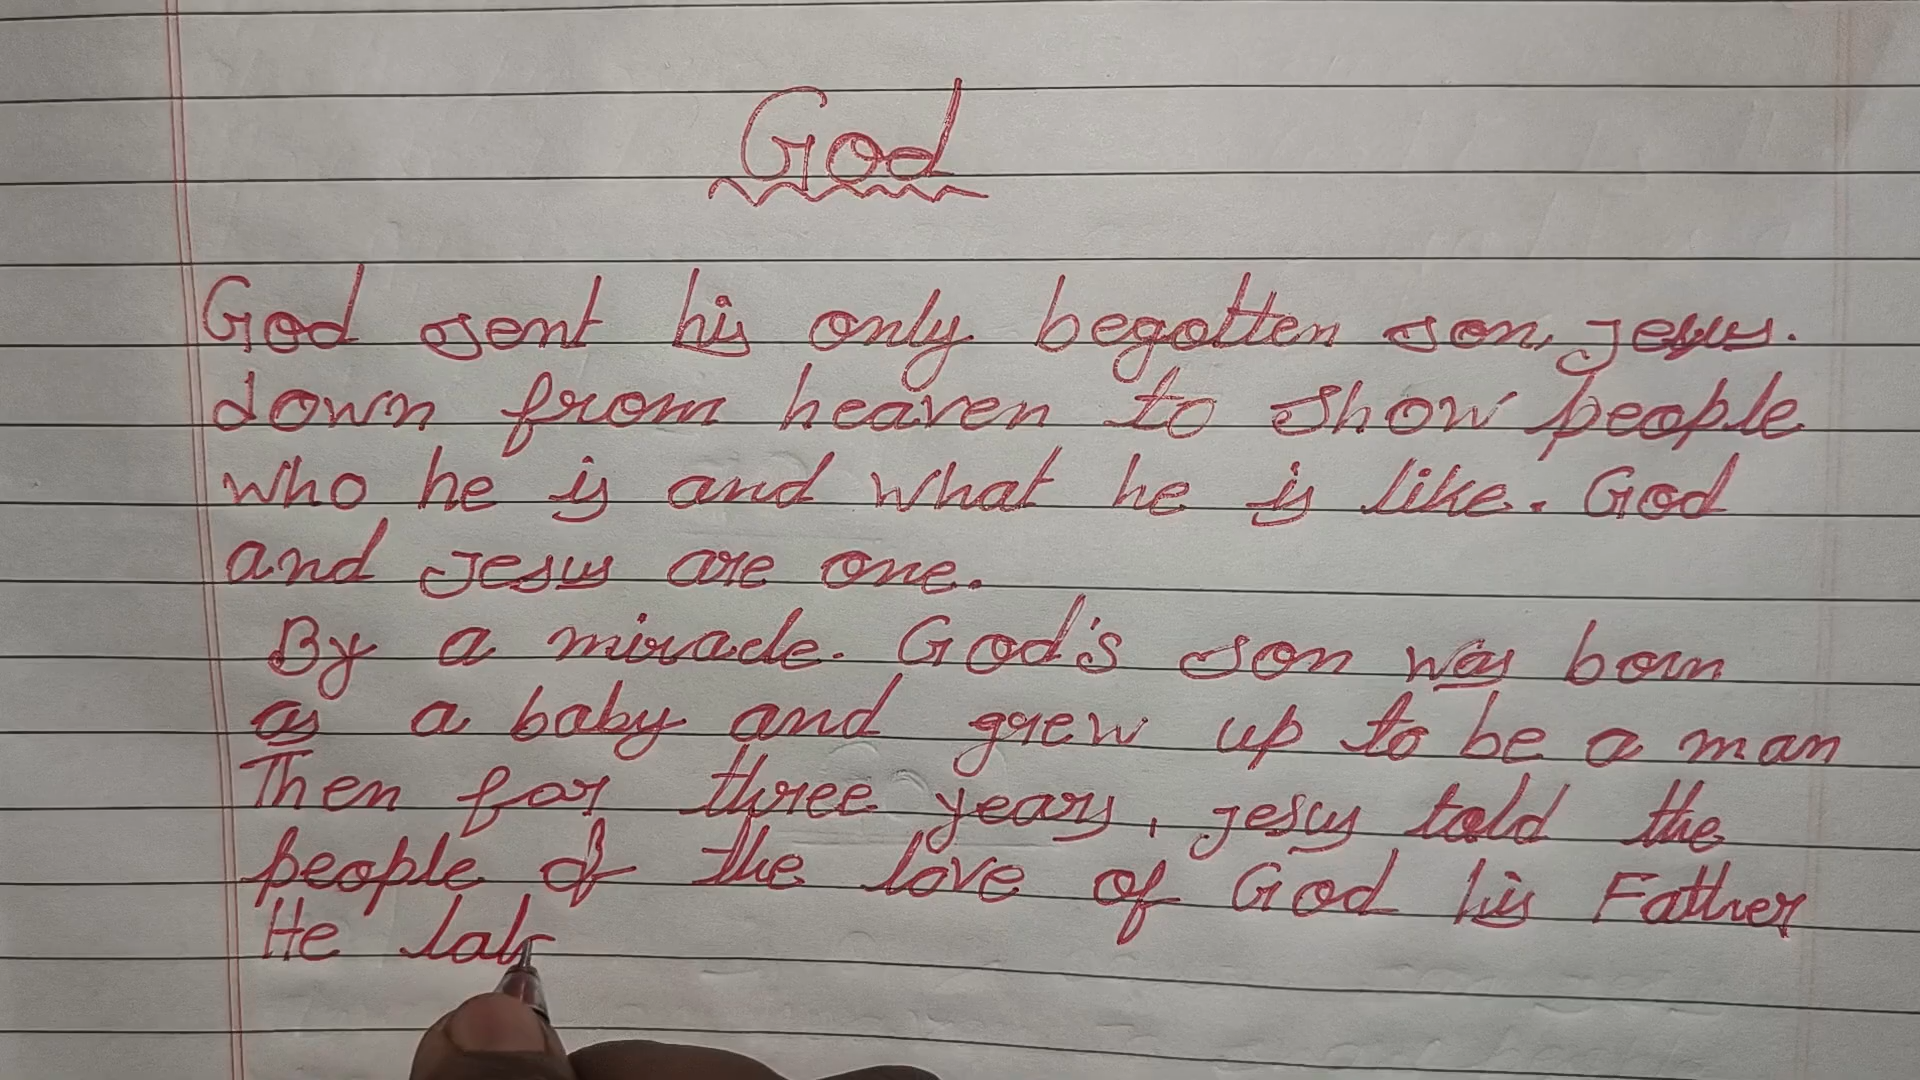 God
God sent his only begotten son, Jesus.
down from heaven to show people
who he is and what he is like. God
and Jesus are one.
By a miracle. God's son was born
as a baby and grew up to be a man
Then for three years, Jesus told the
people of the love of God his Father
He